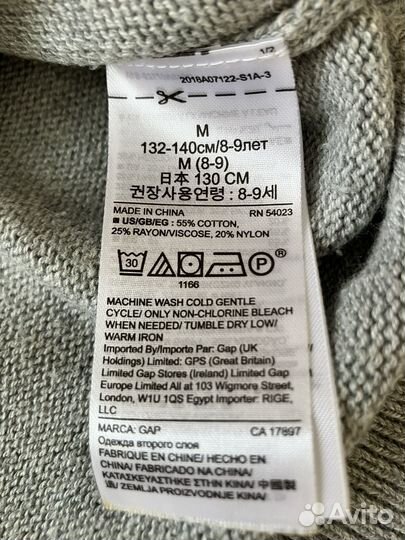 1/2
2018A07122-S1A-3
M
132-140см/8-9лет
M (8-9)
日本 130 CM
권장사용연령 : 8-9세
MADE IN CHINA RN 54023
■ US/GB/EG : 55% COTTON,
25% RAYON/VISCOSE, 20% NYLON
30 P ®
1166
MACHINE WASH COLD GENTLE
CYCLE/ ONLY NON-CHLORINE BLEACH
WHEN NEEDED/ TUMBLE DRY LOW/
WARM IRON
Imported By/Importe Par: Gap (UK
Holdings) Limited: GPS (Great Britain)
Limited Gap Stores (Ireland) Limited Gap
Europe Limited All at 103 Wigmore Street,
London, W1U 1QS Egypt Importer: RIGE,
LLC
MARCA: GAP CA 17897
Одежда второго слоя
FABRIQUE EN CHINE/ HECHO EN
CHINA/ FABRICADO NA CHINA/
ΚΑΤΑΣΚΕΥΑΣΤΗΚΕ ΣΤΗΝ ΚΙΝΑ/ 中國製
Avito